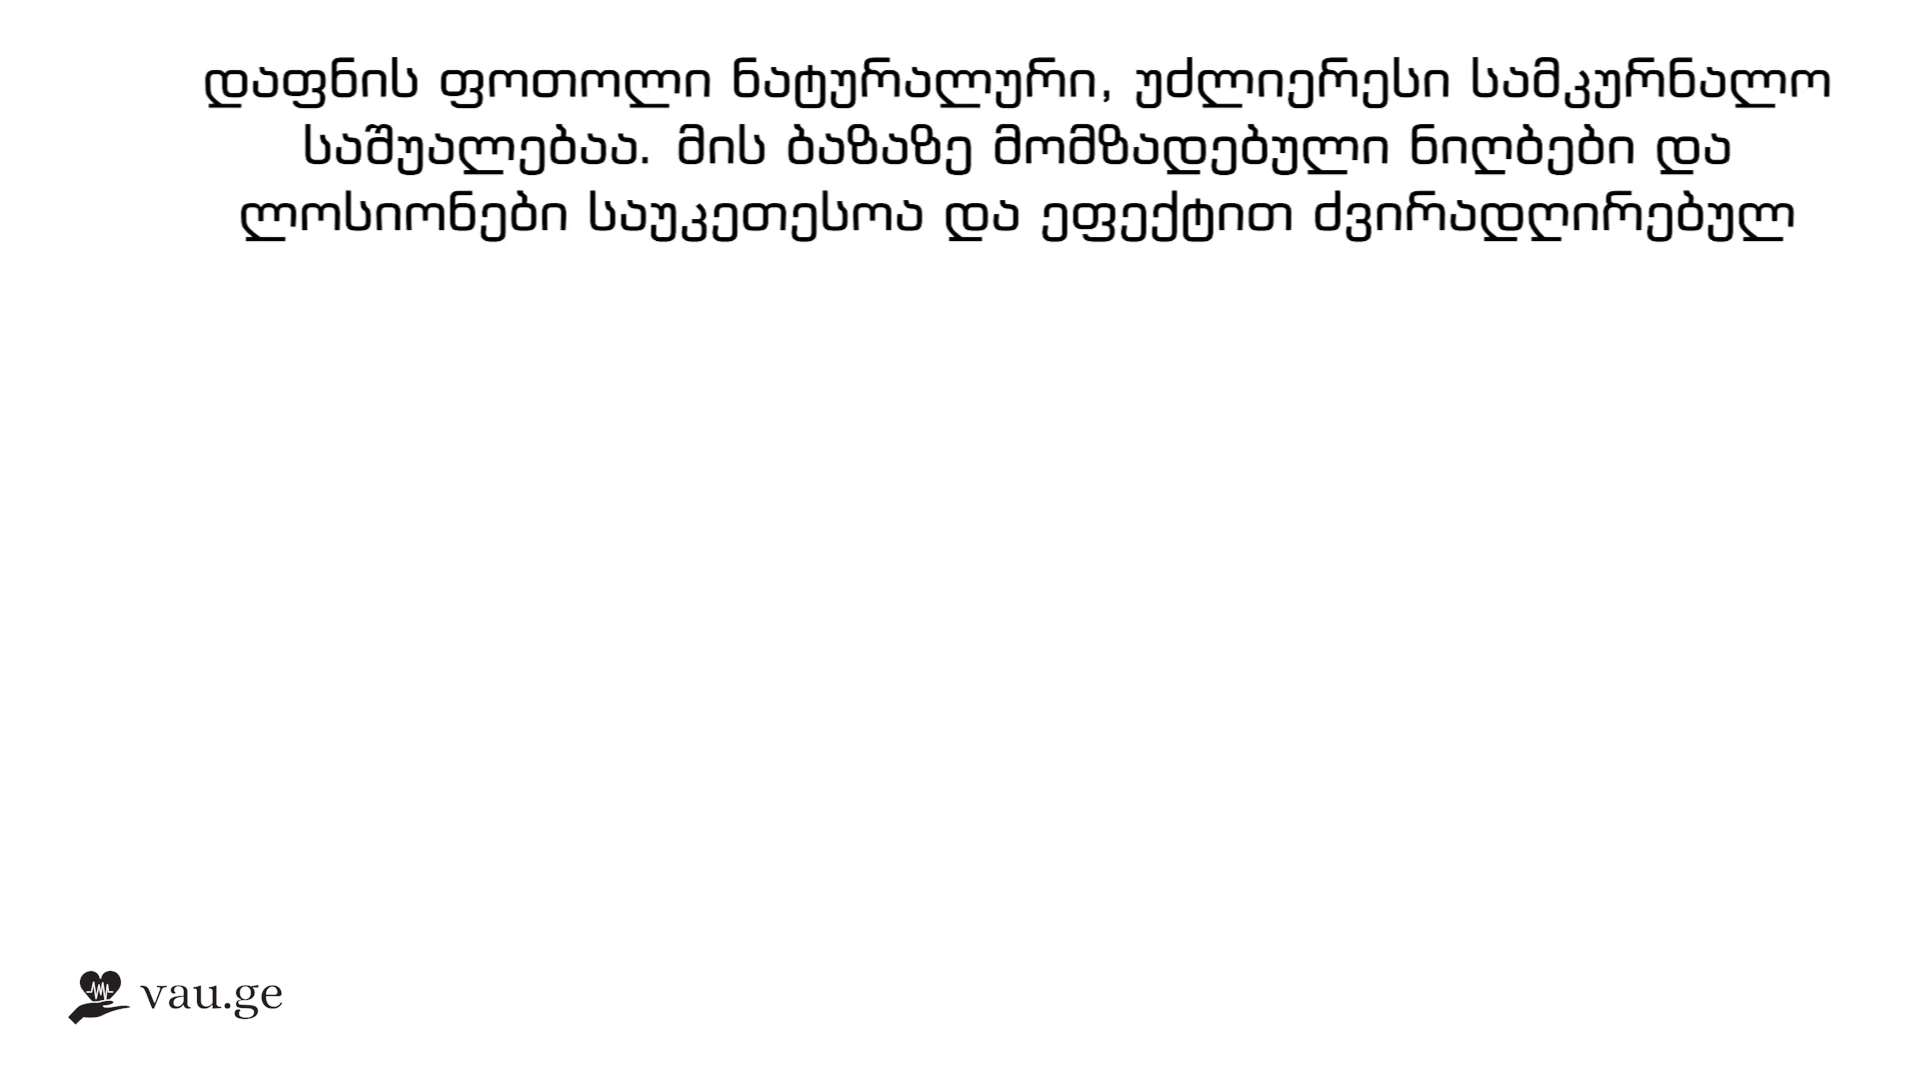 დაფნის ფოთოლი ნატურალური, უძლიერესი სამკურნალო
საშუალებაა. მის ბაზაზე მომზადებული ნიღბები და
ლოსიონები საუკეთესოა და ეფექტით ძვირადღირებულ
vau.ge